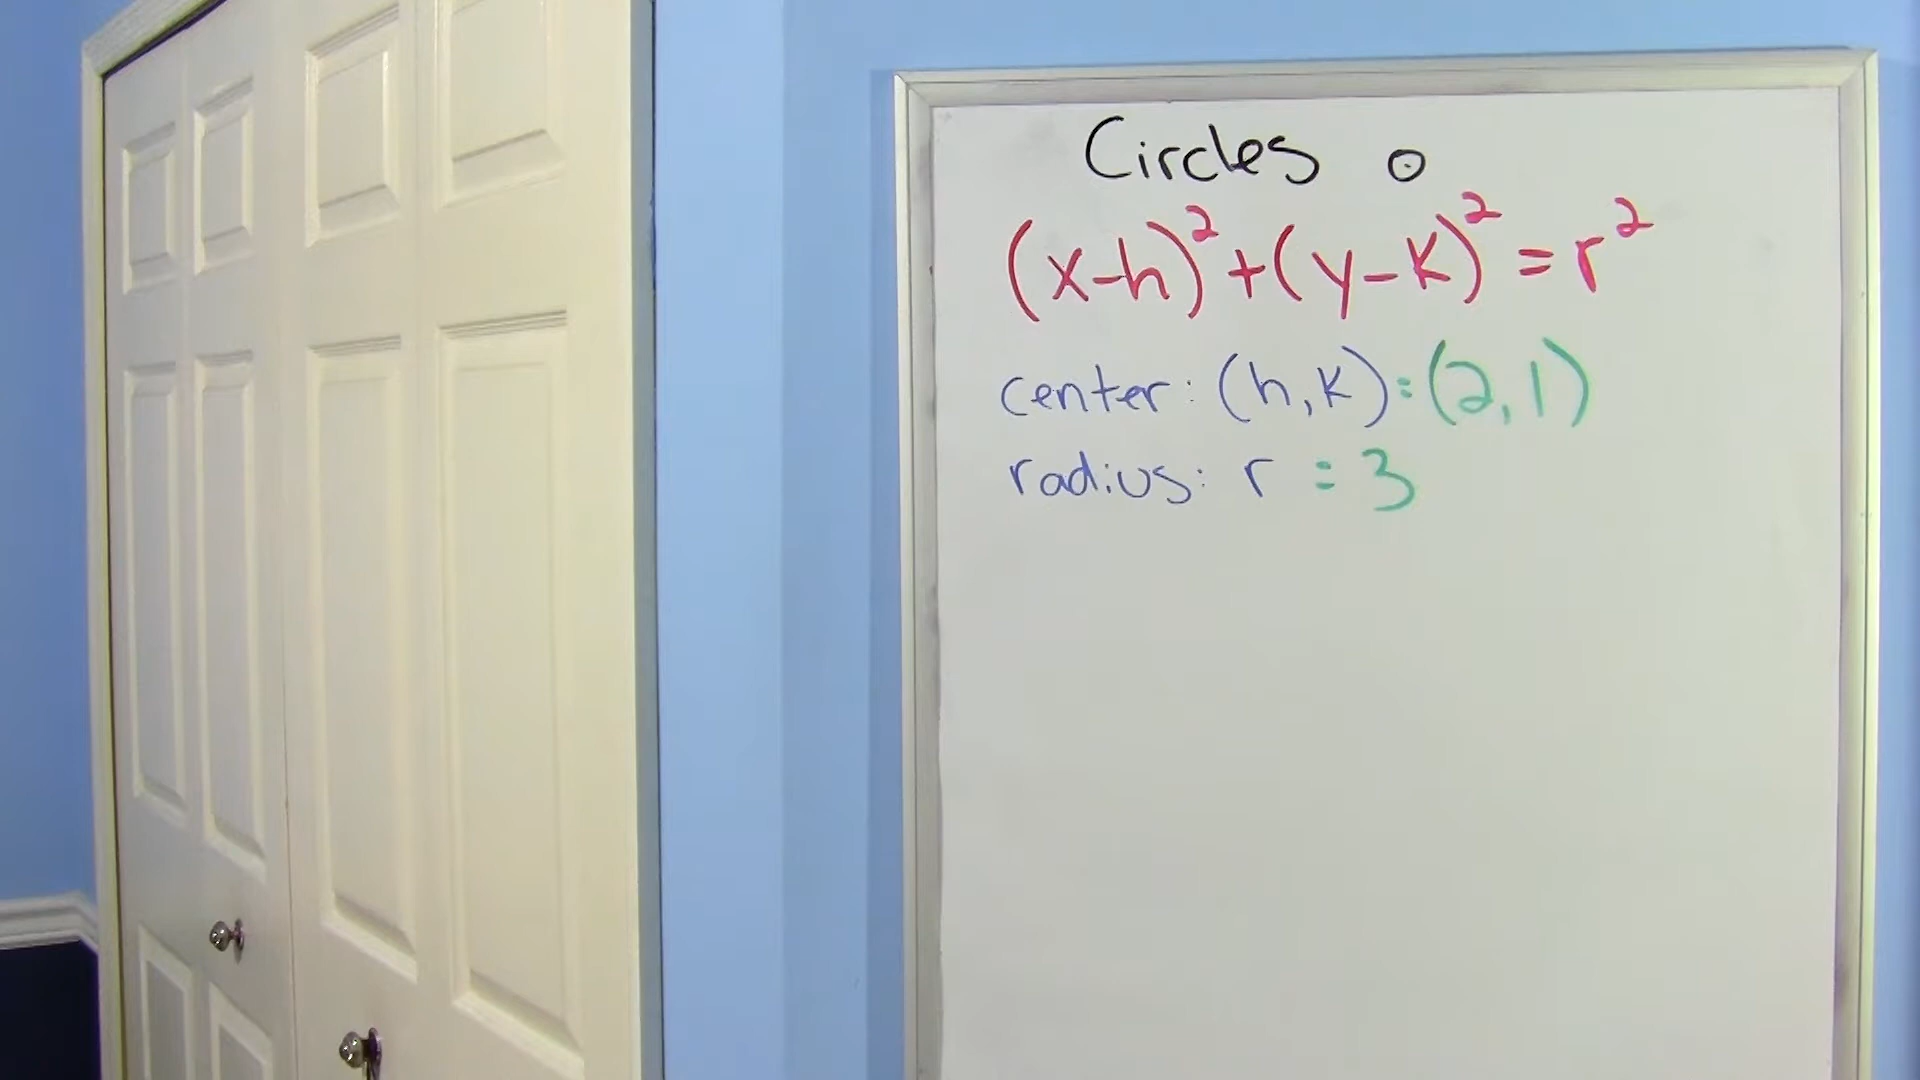 Circles ⊙
(x-h)²+(y-k)²=r²
center: (h,k)=(2,1)
radius: r = 3